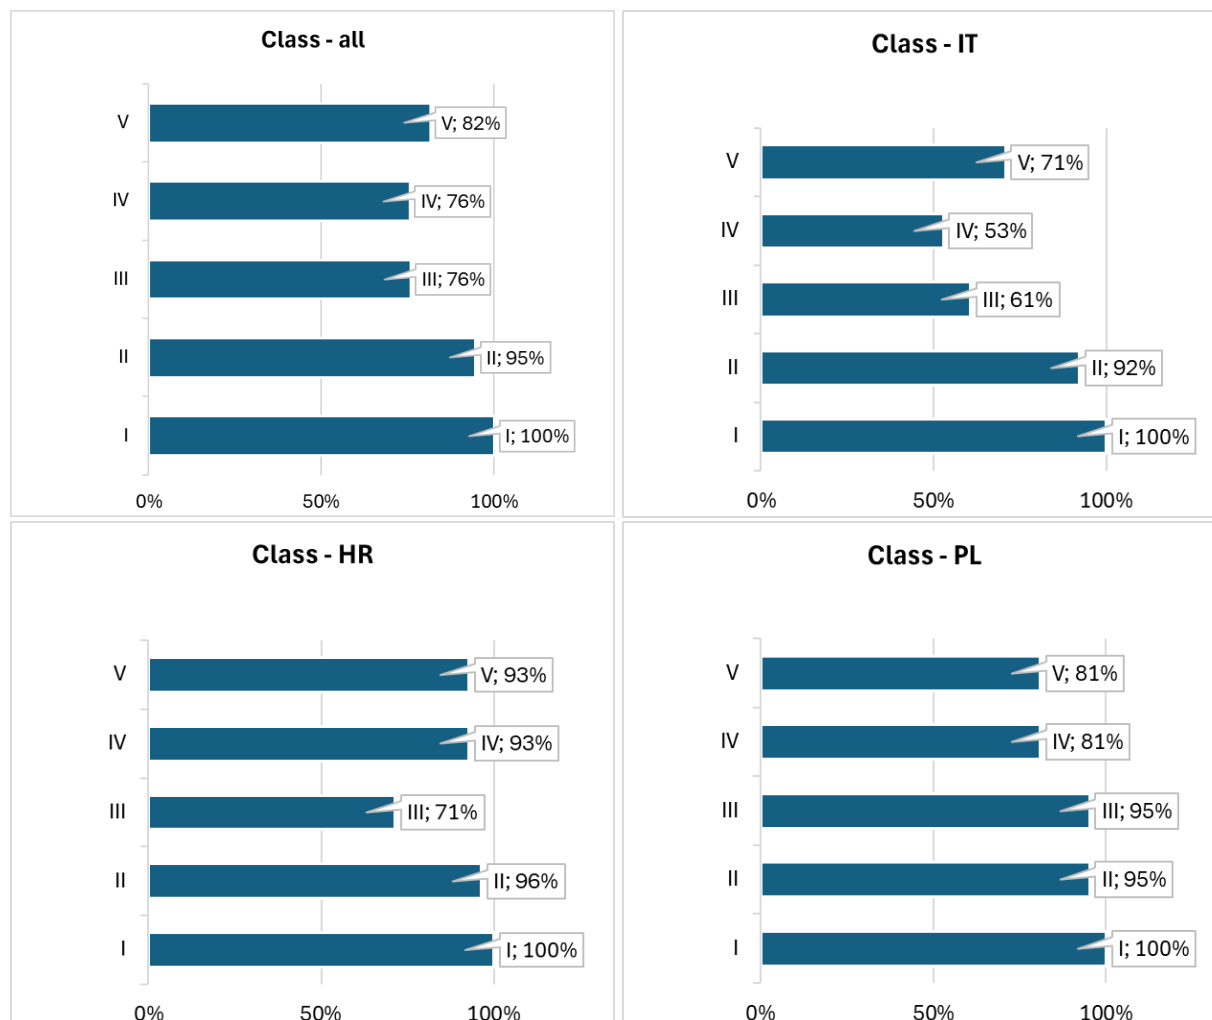 Class - all
V
V; 82%
IV
IV; 76%
III
III; 76%
II
II; 95%
I
I; 100%
0% 50% 100%
Class - IT
V
V; 71%
IV
IV; 53%
III
III; 61%
II
II; 92%
I
I; 100%
0% 50% 100%
Class - HR
V
V; 93%
IV
IV; 93%
III
III; 71%
II
II; 96%
I
I; 100%
0% 50% 100%
Class - PL
V
V; 81%
IV
IV; 81%
III
III; 95%
II
II; 95%
I
I; 100%
0% 50% 100%